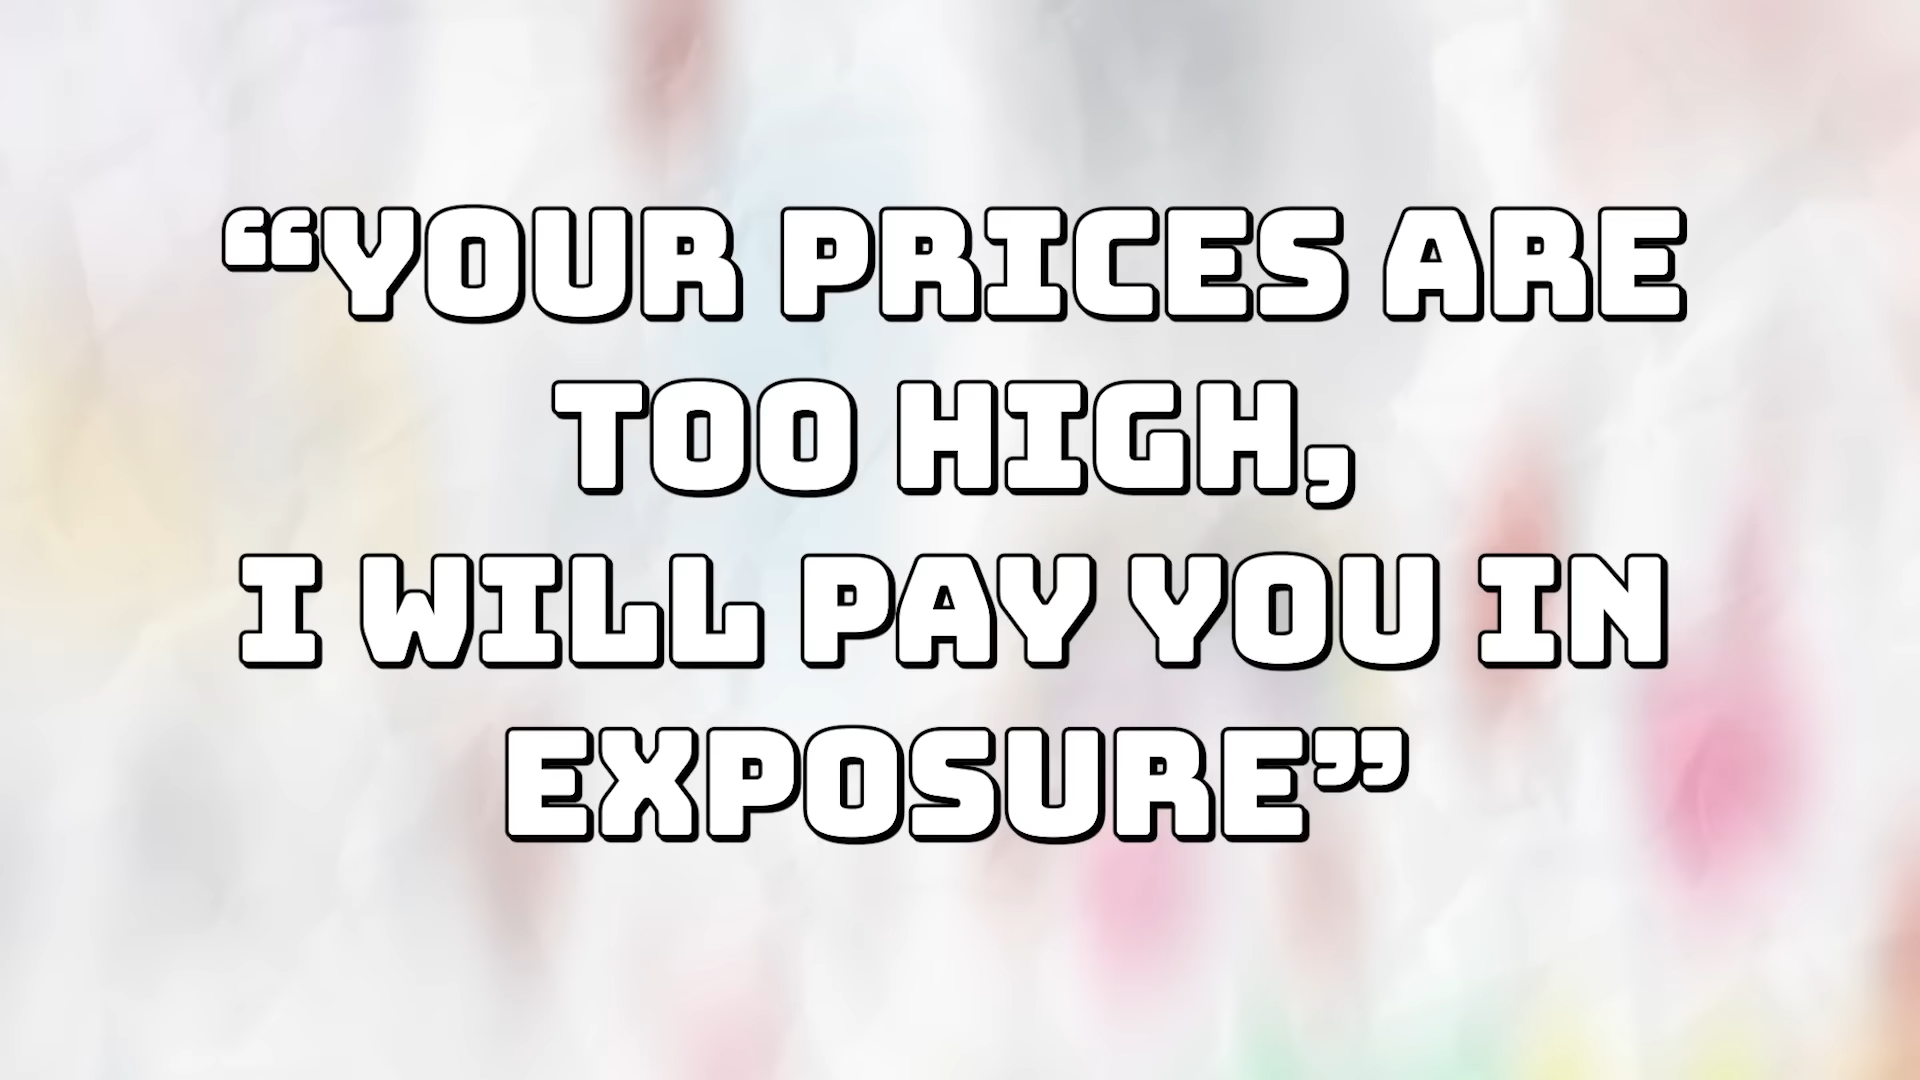 “YOUR PRICES ARE
TOO HIGH,
I WILL PAY YOU IN
EXPOSURE”